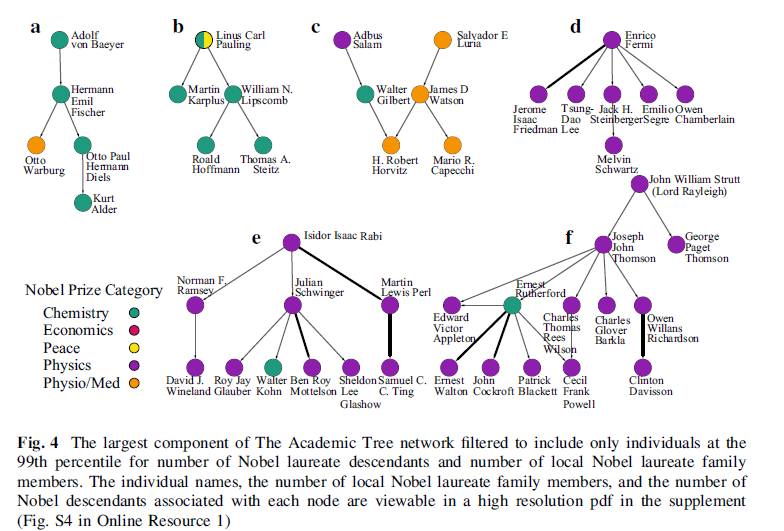 a
Adolf
von Baeyer
Hermann
Emil
Fischer
Otto
Warburg
Otto Paul
Hermann
Diels
Kurt
Alder
b
Linus Carl
Pauling
Martin
Karplus
William N.
Lipscomb
Roald
Hoffmann
Thomas A.
Steitz
c
Adbus
Salam
Salvador E
Luria
Walter
Gilbert
James D
Watson
H. Robert
Horvitz
Mario R.
Capecchi
d
Enrico
Fermi
Jerome
Isaac
Friedman
Tsung-
Dao
Lee
Jack H.
Steinberger
Emilio
Segre
Owen
Chamberlain
Melvin
Schwartz
e
Isidor Isaac Rabi
Norman F.
Ramsey
Julian
Schwinger
Martin
Lewis Perl
David J.
Wineland
Roy Jay
Glauber
Walter
Kohn
Ben Roy
Mottelson
Sheldon
Lee
Glashow
Samuel C.
C. Ting
f
John William Strutt
(Lord Rayleigh)
Joseph
John
Thomson
George
Paget
Thomson
Edward
Victor
Appleton
Ernest
Rutherford
Charles
Thomas
Rees
Wilson
Charles
Glover
Barkla
Owen
Willans
Richardson
Ernest
Walton
John
Cockroft
Patrick
Blackett
Cecil
Frank
Powell
Clinton
Davisson
Nobel Prize Category
Chemistry
Economics
Peace
Physics
Physio/Med
Fig. 4 The largest component of The Academic Tree network filtered to include only individuals at the
99th percentile for number of Nobel laureate descendants and number of local Nobel laureate family
members. The individual names, the number of local Nobel laureate family members, and the number of
Nobel descendants associated with each node are viewable in a high resolution pdf in the supplement
(Fig. S4 in Online Resource 1)